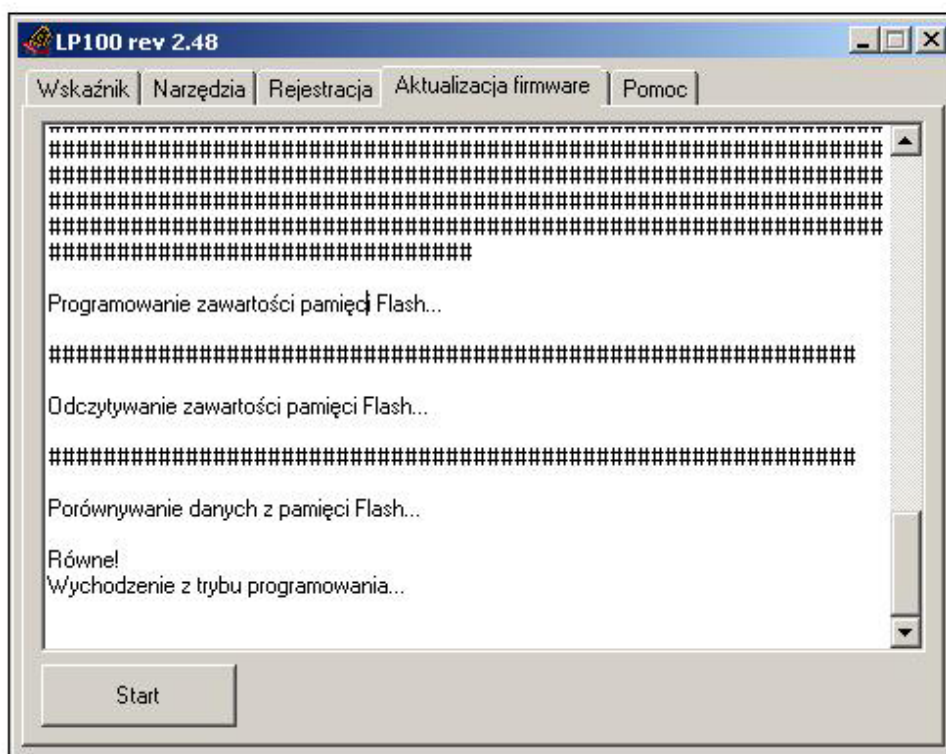 LP100 rev 2.48
Wskaźnik Narzędzia Rejestracja Aktualizacja firmware Pomoc
#############################################################
#############################################################
#############################################################
#############################################################
###############################
Programowanie zawartości pamięci Flash...
###########################################################
Odczytywanie zawartości pamięci Flash...
###########################################################
Porównywanie danych z pamięci Flash...
Równe!
Wychodzenie z trybu programowania...
Start